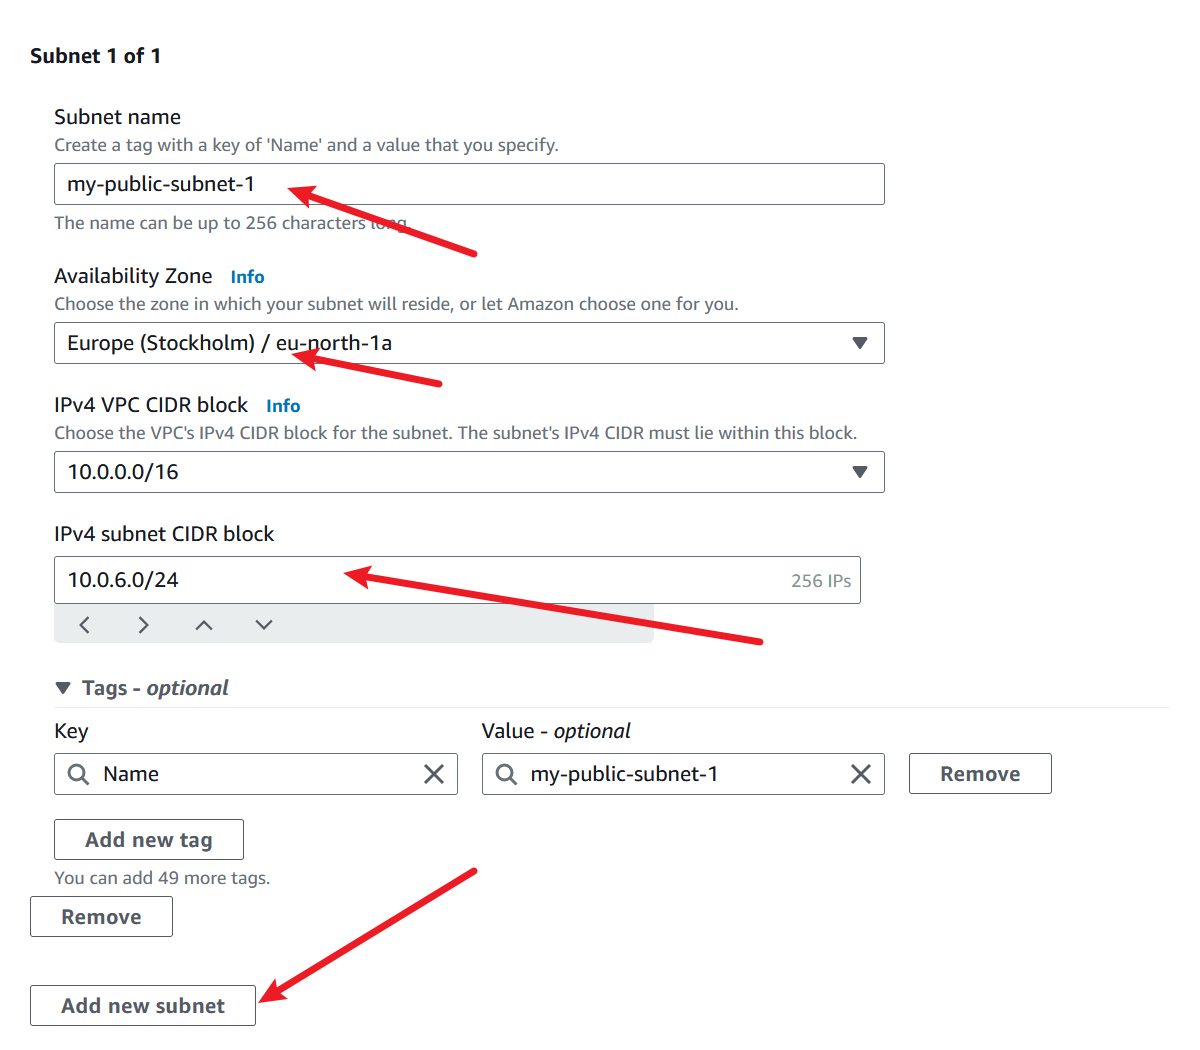 Subnet 1 of 1
Subnet name
Create a tag with a key of 'Name' and a value that you specify.
my-public-subnet-1
The name can be up to 256 characters long.
Availability Zone Info
Choose the zone in which your subnet will reside, or let Amazon choose one for you.
Europe (Stockholm) / eu-north-1a
IPv4 VPC CIDR block Info
Choose the VPC's IPv4 CIDR block for the subnet. The subnet's IPv4 CIDR must lie within this block.
10.0.0.0/16
IPv4 subnet CIDR block
10.0.6.0/24 256 IPs
Tags - optional
Key Value - optional
Name my-public-subnet-1 Remove
Add new tag
You can add 49 more tags.
Remove
Add new subnet